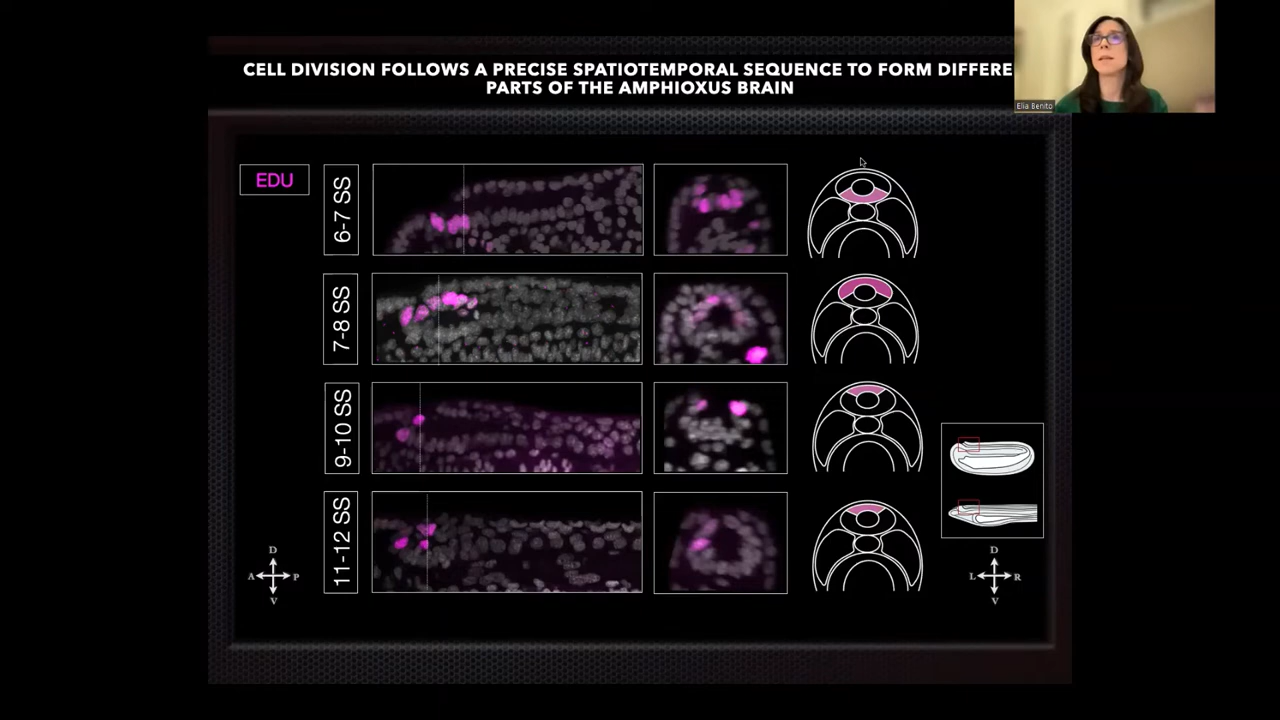 CELL DIVISION FOLLOWS A PRECISE SPATIOTEMPORAL SEQUENCE TO FORM DIFFERE
PARTS OF THE AMPHIOXUS BRAIN
Elia Benito
EDU
6-7 SS
7-8 SS
9-10 SS
11-12 SS
D
A P
V
D
L R
V